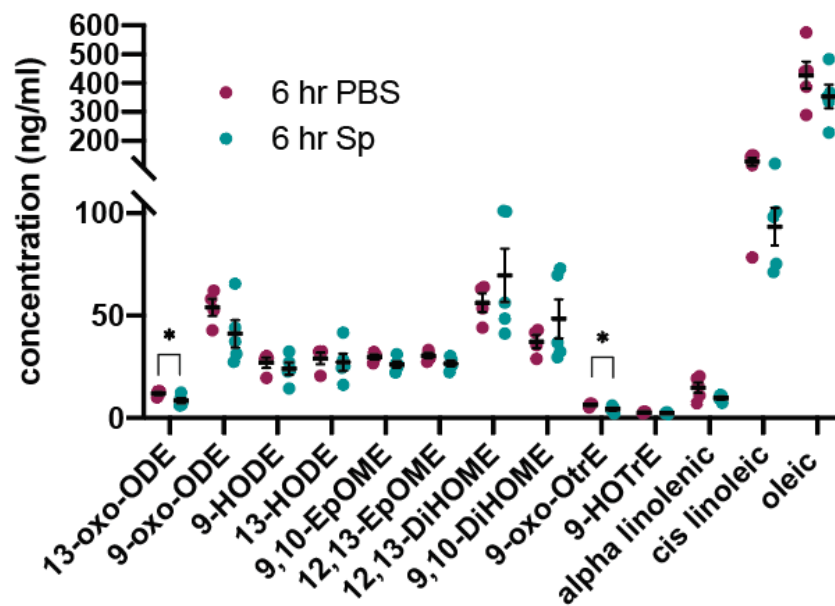 concentration (ng/ml)
600
500
400
300
200
100
50
0
6 hr PBS
6 hr Sp
*
*
13-oxo-ODE
9-oxo-ODE
9-HODE
13-HODE
9, 10-EpOME
12, 13-EpOME
12, 13-DiHOME
9, 10-DiHOME
9-oxo-OtrE
9-HOTrE
alpha linolenic
cis linoleic
oleic